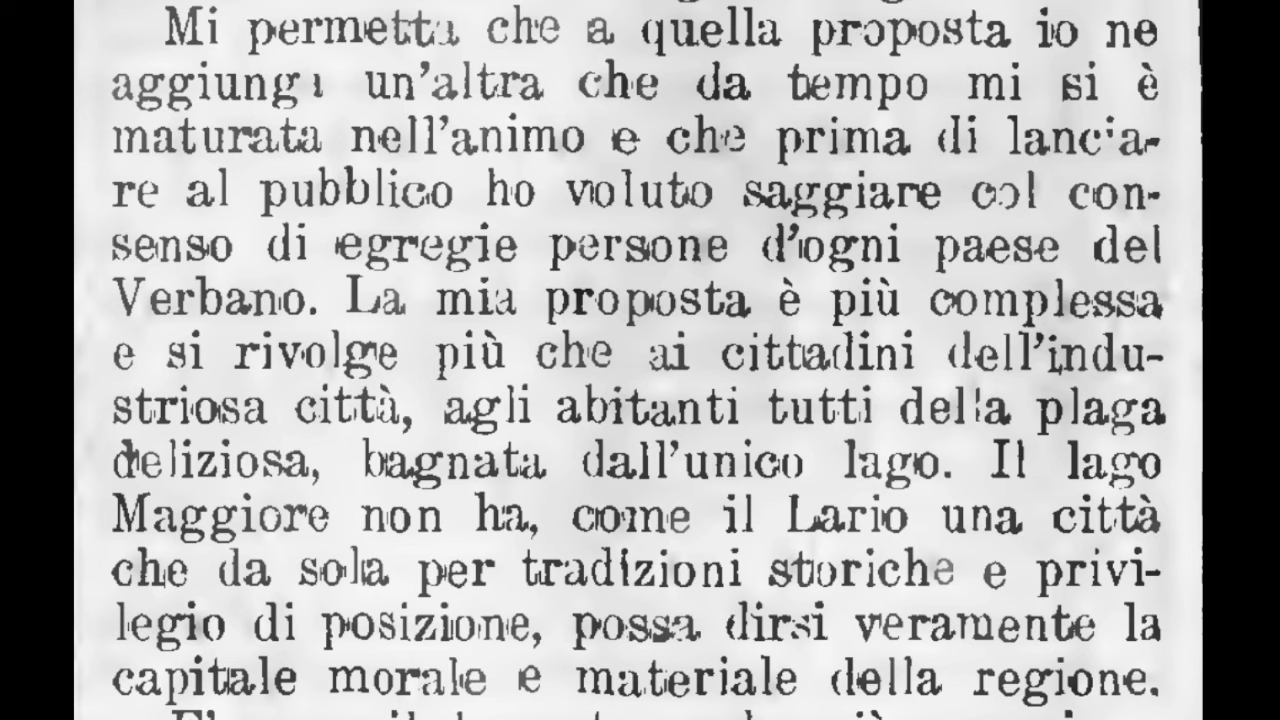 Mi permetta che a quella proposta io ne
aggiunga un'altra che da tempo mi si è
maturata nell'animo e che prima di lancia-
re al pubblico ho voluto saggiare col con-
senso di egregie persone d'ogni paese del
Verbano. La mia proposta è più complessa
e si rivolge più che ai cittadini dell'indu-
striosa città, agli abitanti tutti della plaga
deliziosa, bagnata dall'unico lago. Il lago
Maggiore non ha, come il Lario una città
che da sola per tradizioni storiche e privi-
legio di posizione, possa dirsi veramente la
capitale morale e materiale della regione.